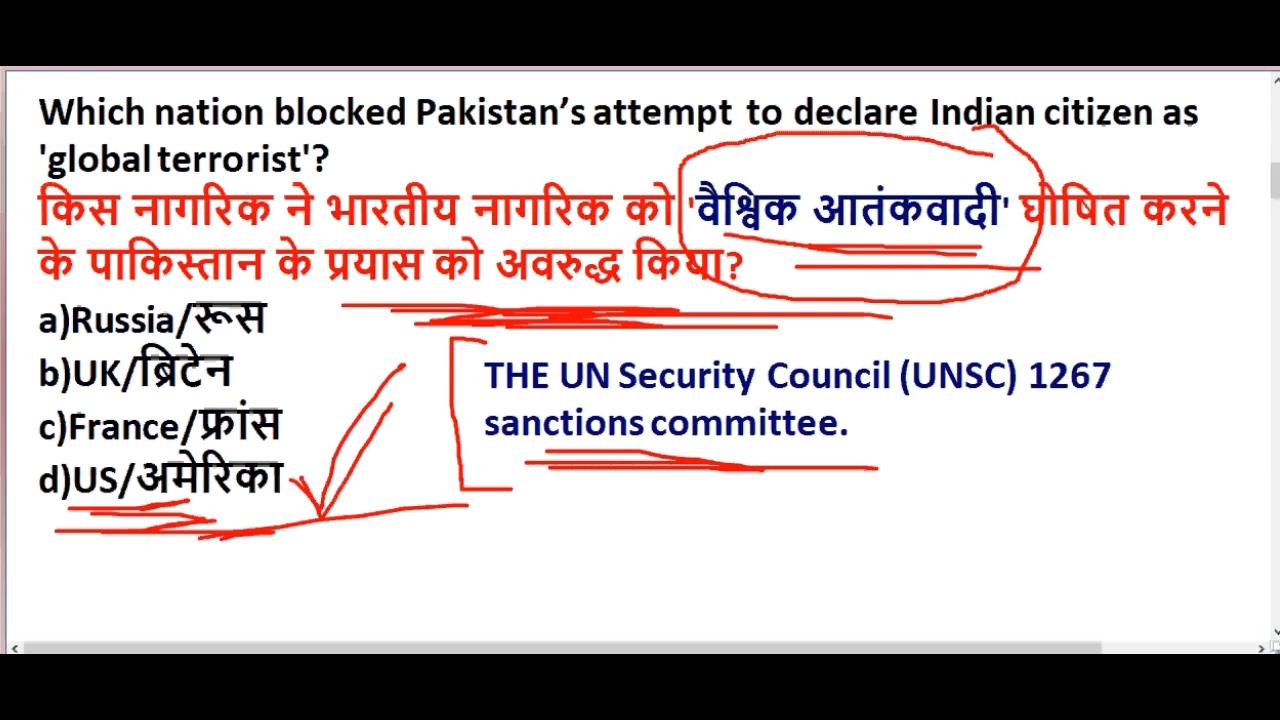 Which nation blocked Pakistan’s attempt to declare Indian citizen as
'global terrorist'?
किस नागरिक ने भारतीय नागरिक को 'वैश्विक आतंकवादी' घोषित करने
के पाकिस्तान के प्रयास को अवरुद्ध किया?
a)Russia/रूस
b)UK/ब्रिटेन
c)France/फ्रांस
d)US/अमेरिका
THE UN Security Council (UNSC) 1267
sanctions committee.